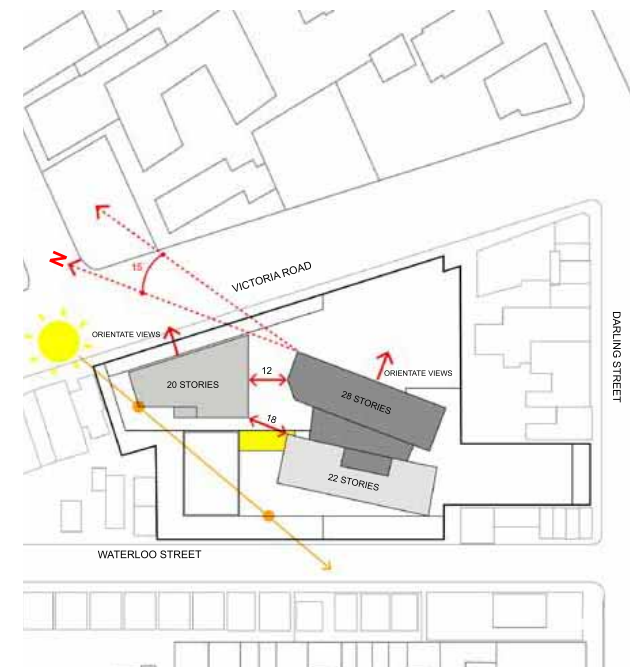 N
15
VICTORIA ROAD
ORIENTATE VIEWS
12
ORIENTATE VIEWS
20 STORIES
28 STORIES
18
22 STORIES
DARLING STREET
WATERLOO STREET